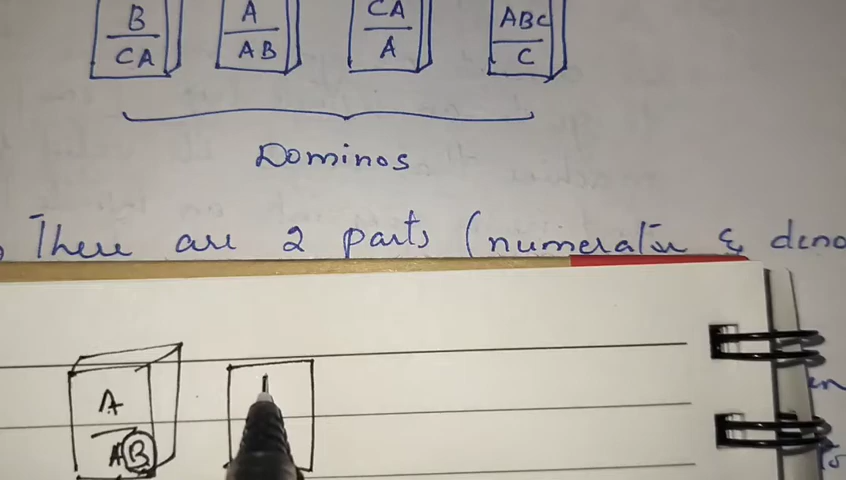 B A CA ABC
CA AB A C
Dominos
There are 2 parts (numerator & deno
A
AB